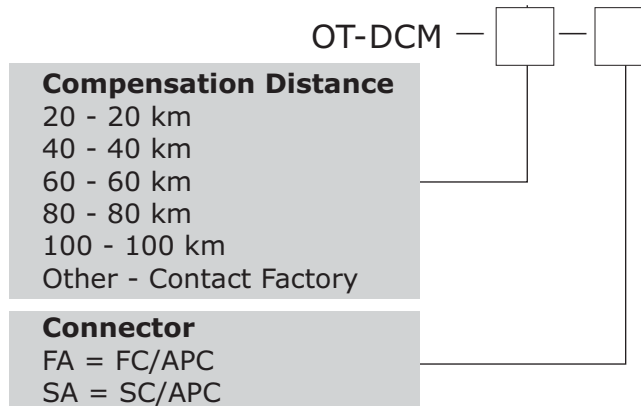 OT-DCM — —
Compensation Distance
20 - 20 km
40 - 40 km
60 - 60 km
80 - 80 km
100 - 100 km
Other - Contact Factory
Connector
FA = FC/APC
SA = SC/APC